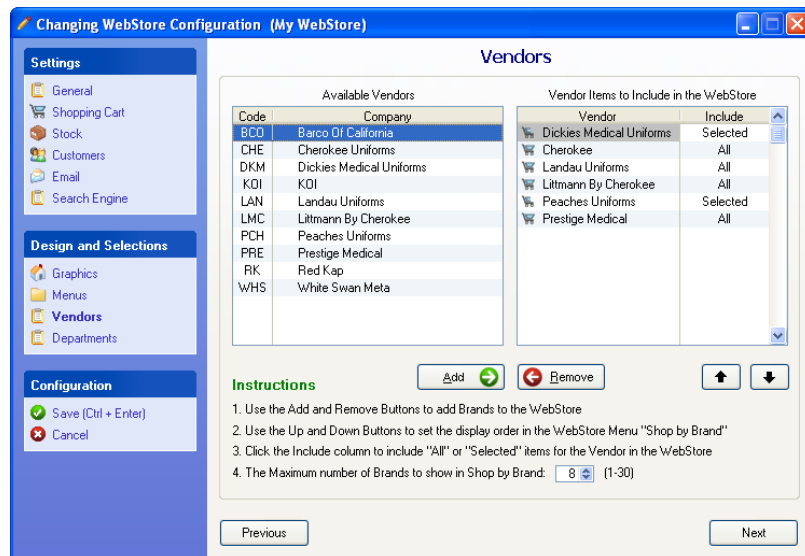 Changing WebStore Configuration (My WebStore)
Settings
General
Shopping Cart
Stock
Customers
Email
Search Engine
Design and Selections
Graphics
Menus
Vendors
Departments
Configuration
Save (Ctrl + Enter)
Cancel
Vendors
Available Vendors
Code Company
BCO Barco Of California
CHE Cherokee Uniforms
DKM Dickies Medical Uniforms
KOI KOI
LAN Landau Uniforms
LMC Littmann By Cherokee
PCH Peaches Uniforms
PRE Prestige Medical
RK Red Kap
WHS White Swan Meta
Vendor Items to Include in the WebStore
Vendor Include
Dickies Medical Uniforms Selected
Cherokee All
Landau Uniforms All
Littmann By Cherokee All
Peaches Uniforms Selected
Prestige Medical All
Add Remove
Instructions
1. Use the Add and Remove Buttons to add Brands to the WebStore
2. Use the Up and Down Buttons to set the display order in the WebStore Menu "Shop by Brand"
3. Click the Include column to include "All" or "Selected" items for the Vendor in the WebStore
4. The Maximum number of Brands to show in Shop by Brand: 8 (1-30)
Previous Next